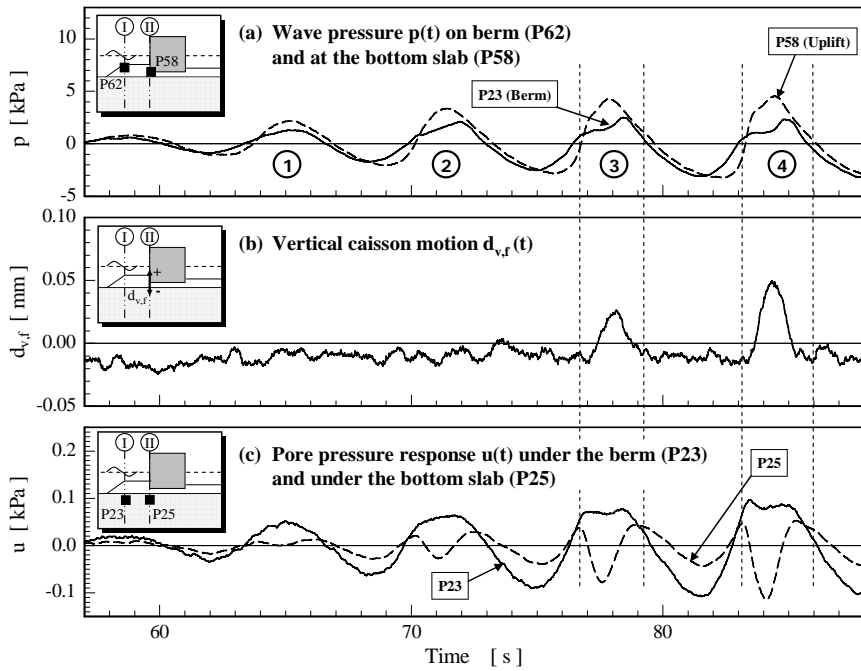 10
5
0
-5
p [ kPa ]
I II
P58
P62
(a) Wave pressure p(t) on berm (P62)
and at the bottom slab (P58)
P23 (Berm)
P58 (Uplift)
1
2
3
4
0.10
0.05
0.00
-0.05
d_v,f [ mm ]
I II
+
-
d_v,f
(b) Vertical caisson motion d_v,f (t)
0.2
0.1
0.0
-0.1
u [ kPa ]
I II
P23 P25
(c) Pore pressure response u(t) under the berm (P23)
and under the bottom slab (P25)
P25
P23
60 70 80
Time [ s ]